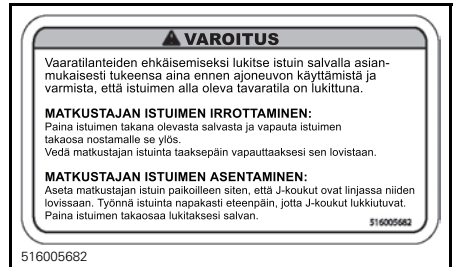 VAROITUS
Vaaratilanteiden ehkäisemiseksi lukitse istuin salvalla asian-
mukaisesti tukeensa aina ennen ajoneuvon käyttämistä ja
varmista, että istuimen alla oleva tavaratila on lukittuna.
MATKUSTAJAN ISTUIMEN IRROTTAMINEN:
Paina istuimen takana olevasta salvasta ja vapauta istuimen
takaosa nostamalle se ylös.
Vedä matkustajan istuinta taaksepäin vapauttaaksesi sen lovistaan.
MATKUSTAJAN ISTUIMEN ASENTAMINEN:
Aseta matkustajan istuin paikoilleen siten, että J-koukut ovat linjassa niiden
lovissaan. Työnnä istuinta napakasti eteenpäin, jotta J-koukut lukkiutuvat.
Paina istuimen takaosaa lukitaksesi salvan.
516005682
516005682